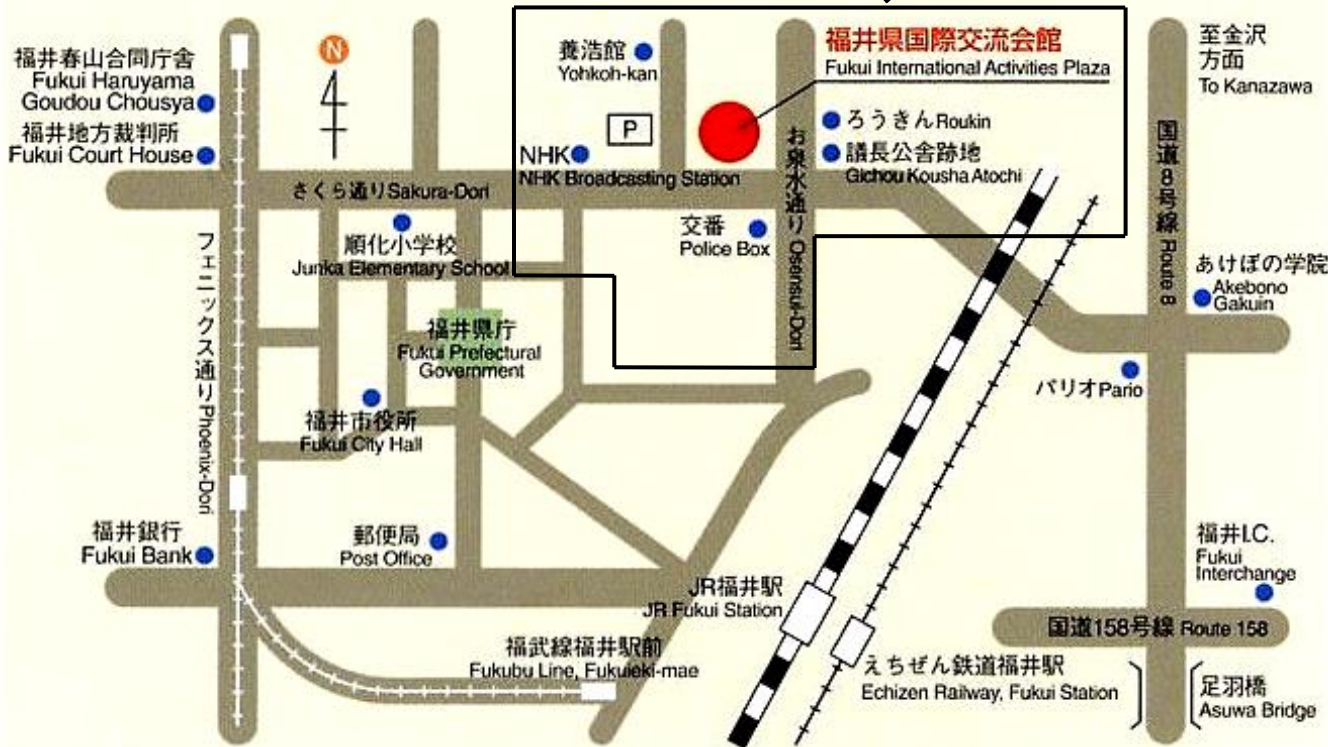 福井春山合同庁舎
Fukui Haruyama
Goudou Chousya
福井地方裁判所
Fukui Court House
N
養浩館
Yohkoh-kan
福井県国際交流会館
Fukui International Activities Plaza
至金沢
方面
To Kanazawa
P
NHK
NHK Broadcasting Station
ろうきん Roukin
議長公舎跡地
Gichou Kousha Atochi
さくら通り Sakura-Dori
順化小学校
Junka Elementary School
交番
Police Box
お泉水通り Osensui-Dori
国道8号線 Route 8
フェニックス通り Phoenix-Dori
あけぼの学院
Akebono
Gakuin
福井県庁
Fukui Prefectural
Government
パリオ Pario
福井市役所
Fukui City Hall
福井銀行
Fukui Bank
郵便局
Post Office
福井I.C.
Fukui
Interchange
JR福井駅
JR Fukui Station
国道158号線 Route 158
福武線福井駅前
Fukubu Line, Fukuieki-mae
えちぜん鉄道福井駅
Echizen Railway, Fukui Station
足羽橋
Asuwa Bridge